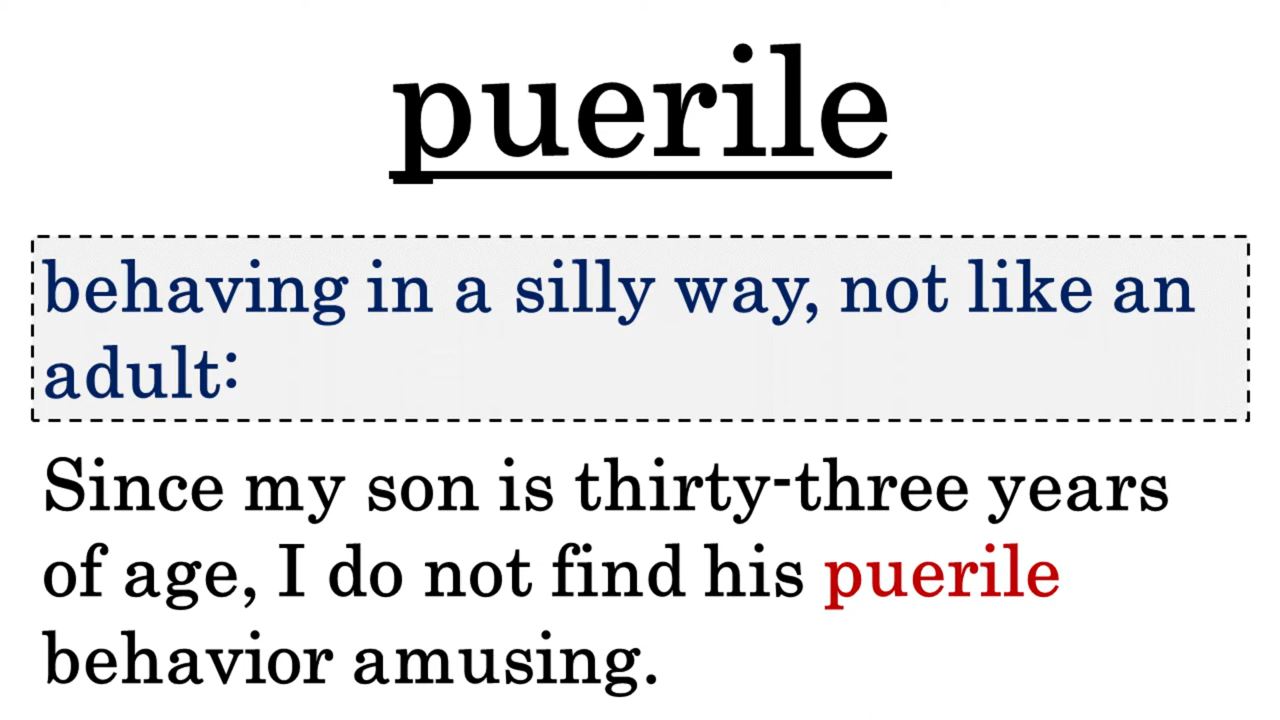 puerile
behaving in a silly way, not like an
adult:
Since my son is thirty-three years
of age, I do not find his puerile
behavior amusing.